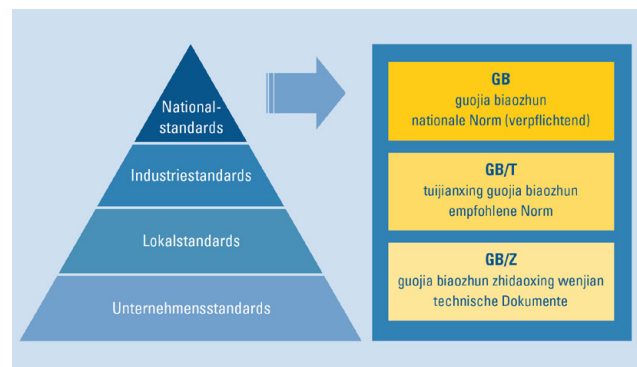 National-
standards
Industriestandards
Lokalstandards
Unternehmensstandards
GB
guojia biaozhun
nationale Norm (verpflichtend)
GB/T
tuijianxing guojia biaozhun
empfohlene Norm
GB/Z
guojia biaozhun zhidaoxing wenjian
technische Dokumente